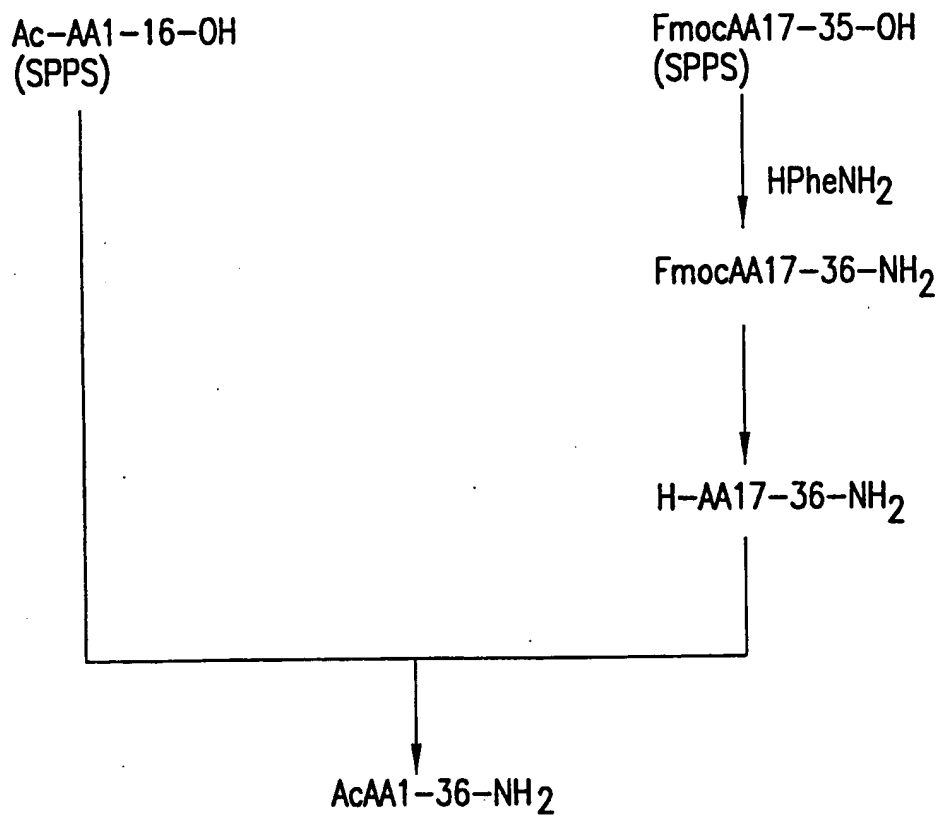 Ac-AA1-16-OH
(SPPS)
FmocAA17-35-OH
(SPPS)
HPheNH2
FmocAA17-36-NH2
H-AA17-36-NH2
AcAA1-36-NH2